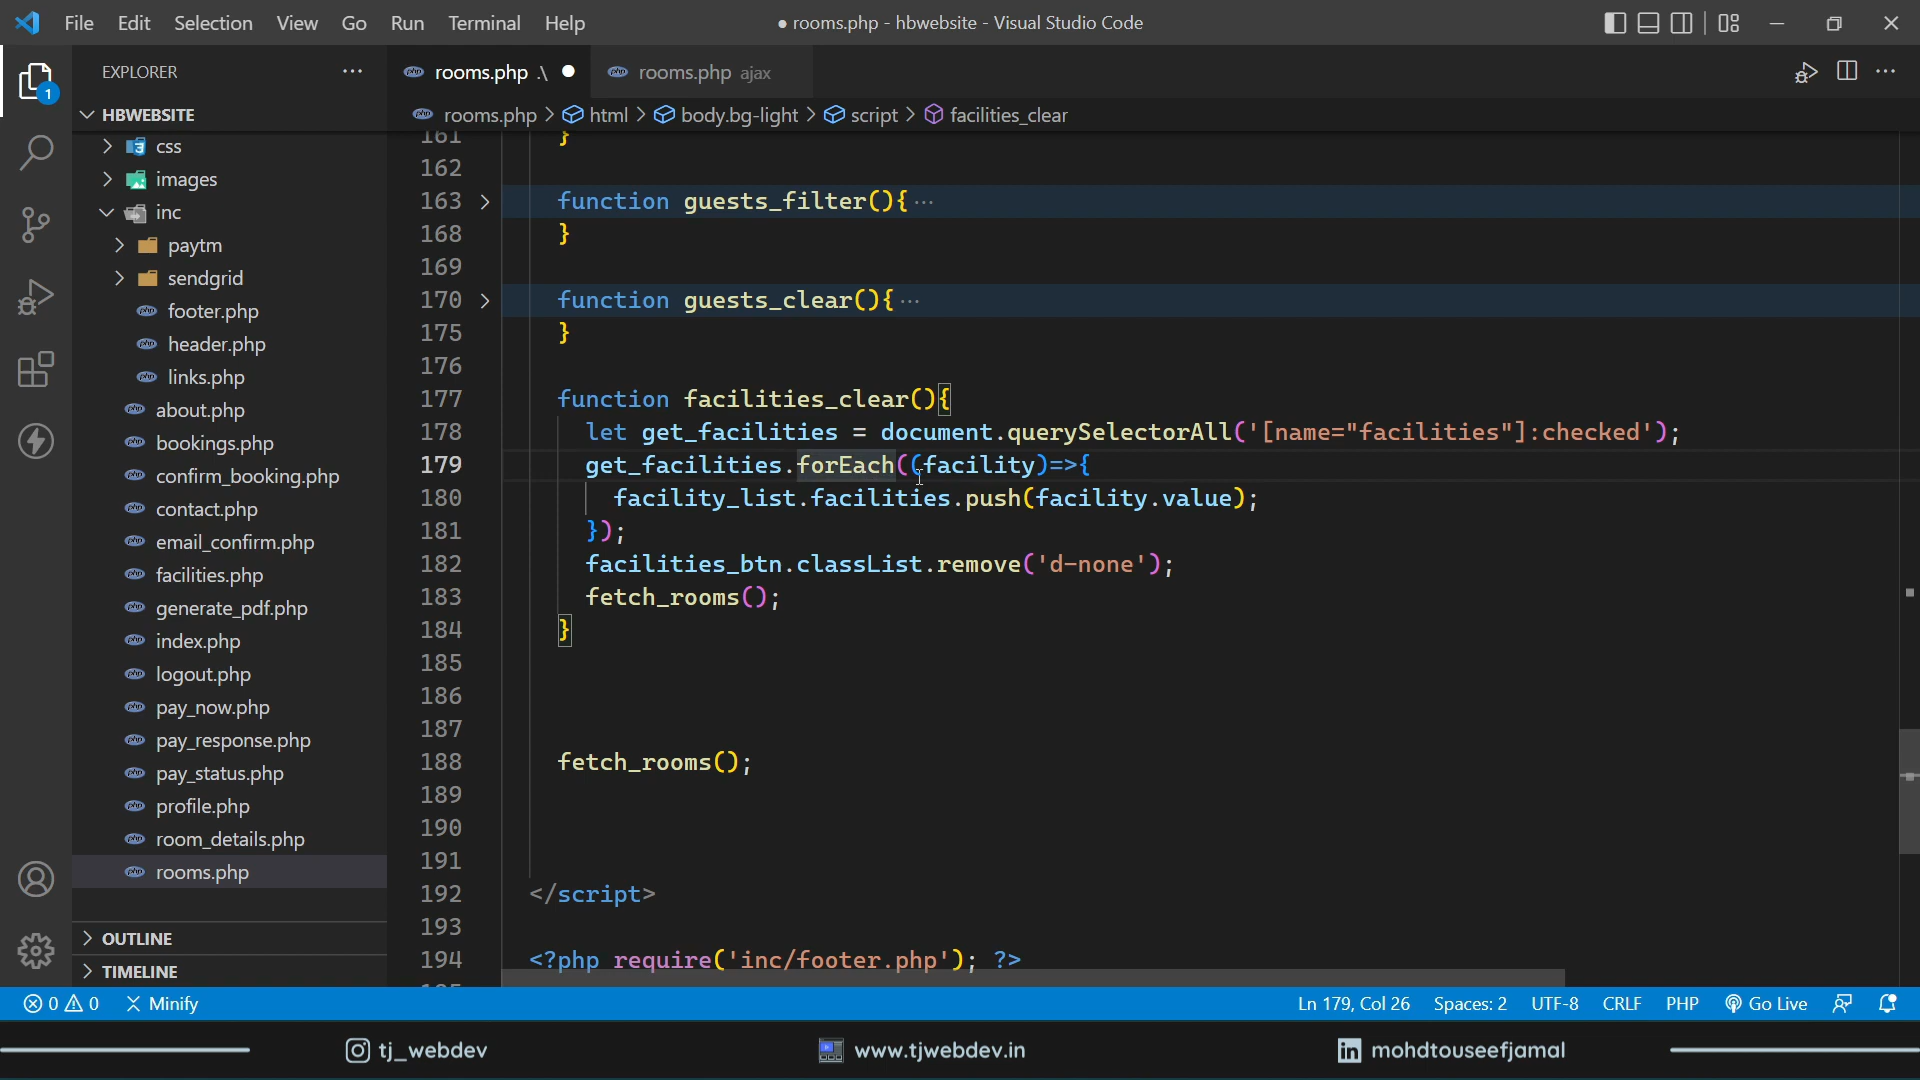 File Edit Selection View Go Run Terminal Help
● rooms.php - hbwebsite - Visual Studio Code
EXPLORER
rooms.php .\
rooms.php ajax
HBWEBSITE
rooms.php > html > body.bg-light > script > facilities_clear
css
images
inc
paytm
sendgrid
footer.php
header.php
links.php
about.php
bookings.php
confirm_booking.php
contact.php
email_confirm.php
facilities.php
generate_pdf.php
index.php
logout.php
pay_now.php
pay_response.php
pay_status.php
profile.php
room_details.php
rooms.php
OUTLINE
TIMELINE
1
161 }
162
163 function guests_filter(){ ...
168 }
169
170 function guests_clear(){ ...
175 }
176
177 function facilities_clear(){
178 let get_facilities = document.querySelectorAll('[name="facilities"]:checked');
179 get_facilities.forEach((facility)=>{
180 facility_list.facilities.push(facility.value);
181 });
182 facilities_btn.classList.remove('d-none');
183 fetch_rooms();
184 }
185
186
187
188 fetch_rooms();
189
190
191
192 </script>
193
194 <?php require('inc/footer.php'); ?>
0 0 Minify
Ln 179, Col 26 Spaces: 2 UTF-8 CRLF PHP Go Live
tj_webdev
www.tjwebdev.in
mohdtouseefjamal